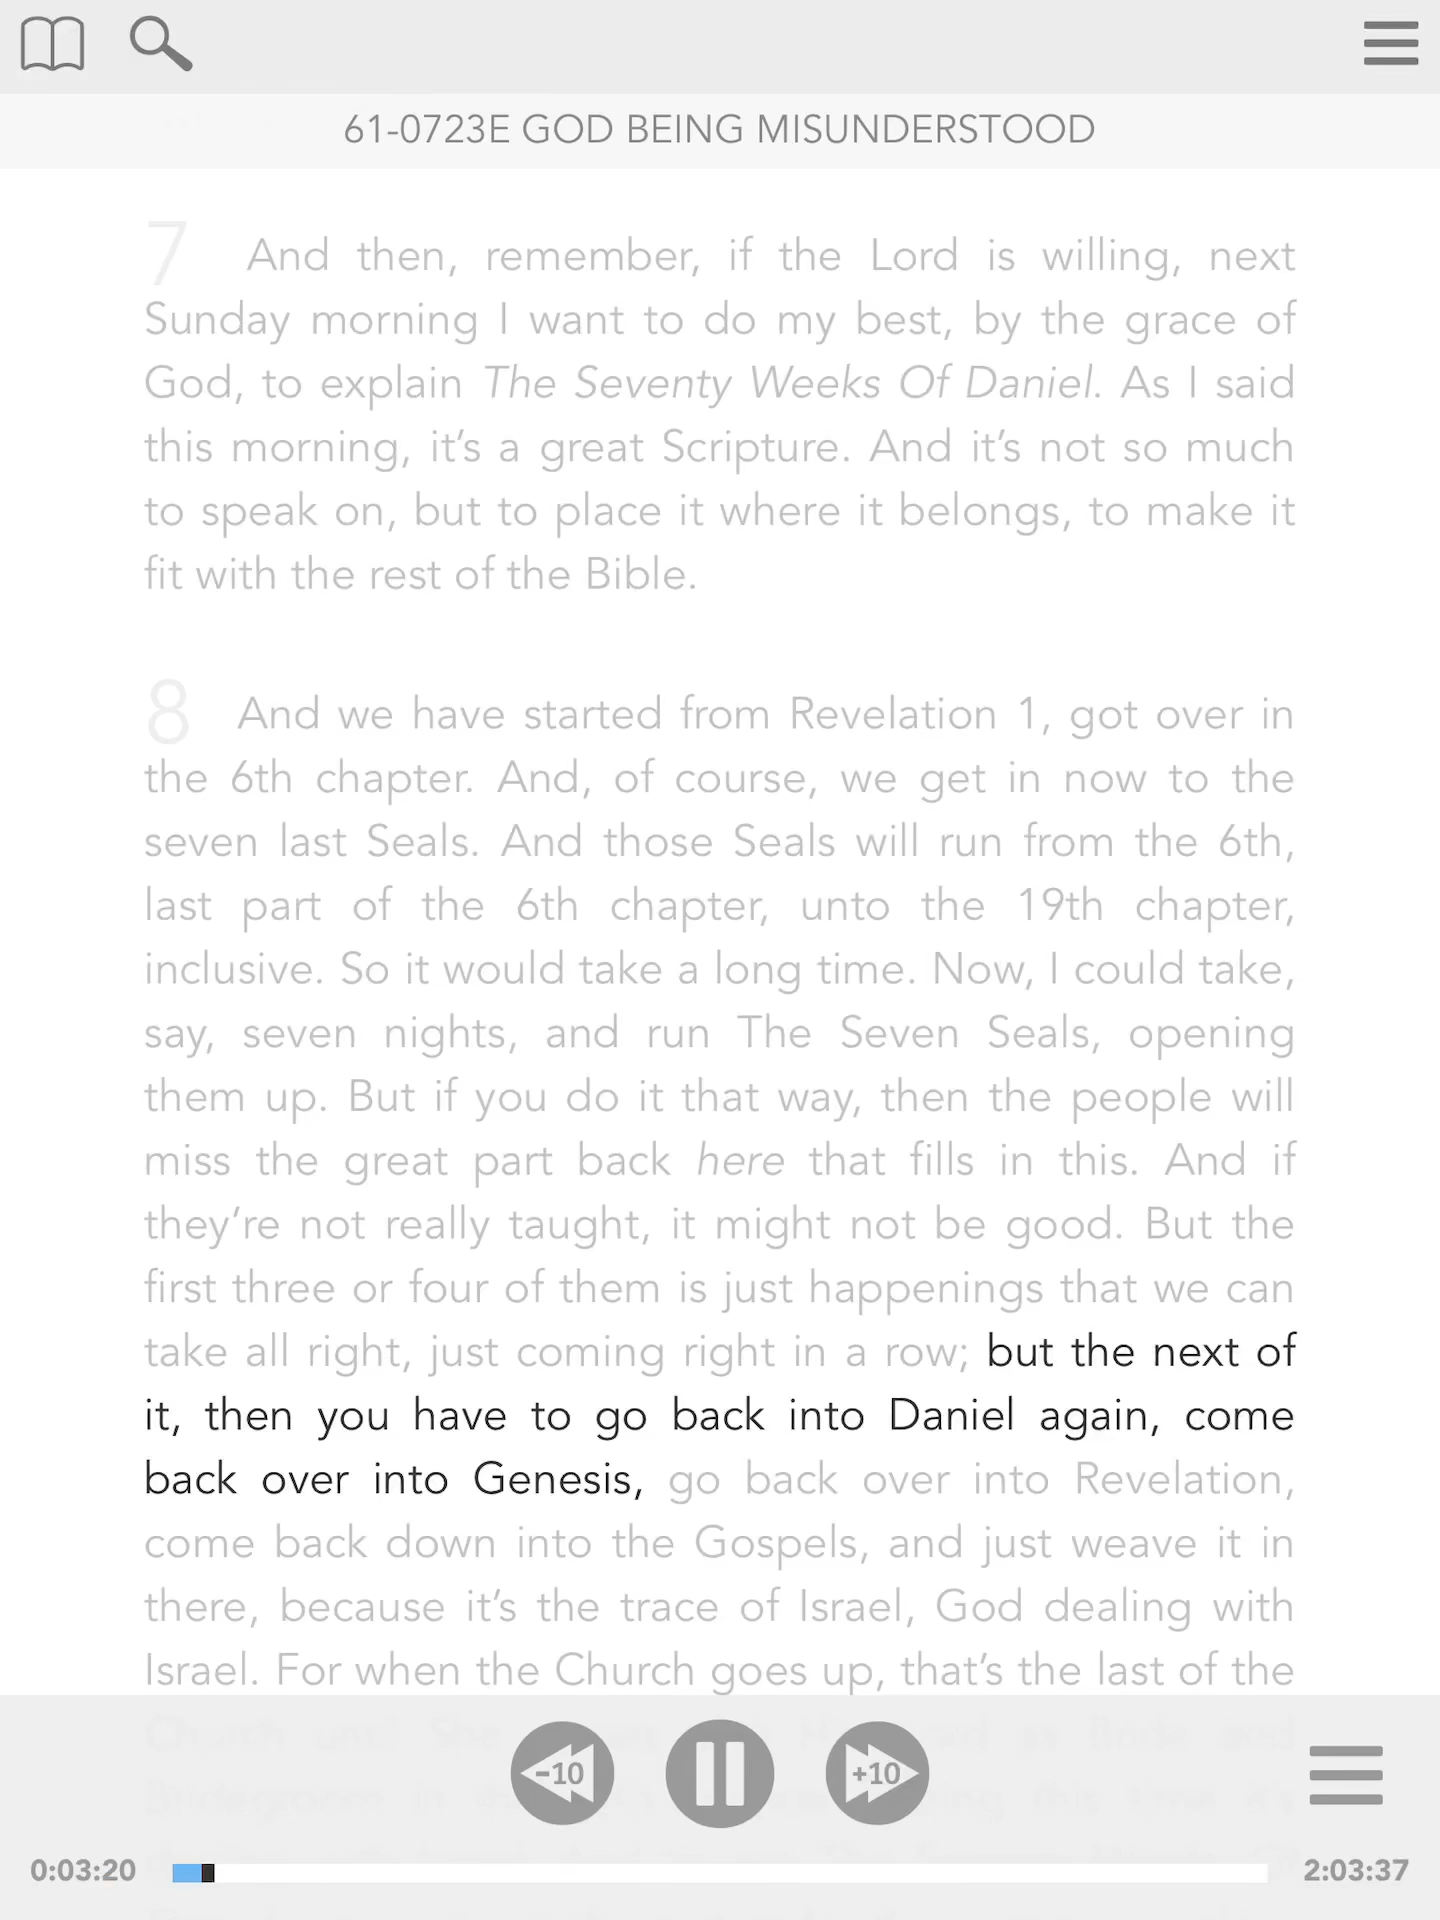 61-0723E GOD BEING MISUNDERSTOOD
7 And then, remember, if the Lord is willing, next
Sunday morning I want to do my best, by the grace of
God, to explain The Seventy Weeks Of Daniel. As I said
this morning, it’s a great Scripture. And it’s not so much
to speak on, but to place it where it belongs, to make it
fit with the rest of the Bible.
8 And we have started from Revelation 1, got over in
the 6th chapter. And, of course, we get in now to the
seven last Seals. And those Seals will run from the 6th,
last part of the 6th chapter, unto the 19th chapter,
inclusive. So it would take a long time. Now, I could take,
say, seven nights, and run The Seven Seals, opening
them up. But if you do it that way, then the people will
miss the great part back here that fills in this. And if
they’re not really taught, it might not be good. But the
first three or four of them is just happenings that we can
take all right, just coming right in a row; but the next of
it, then you have to go back into Daniel again, come
back over into Genesis, go back over into Revelation,
come back down into the Gospels, and just weave it in
there, because it’s the trace of Israel, God dealing with
Israel. For when the Church goes up, that’s the last of the
Church until She as Bride and
Bridegroom this time it’s
-10 +10
0:03:20 2:03:37